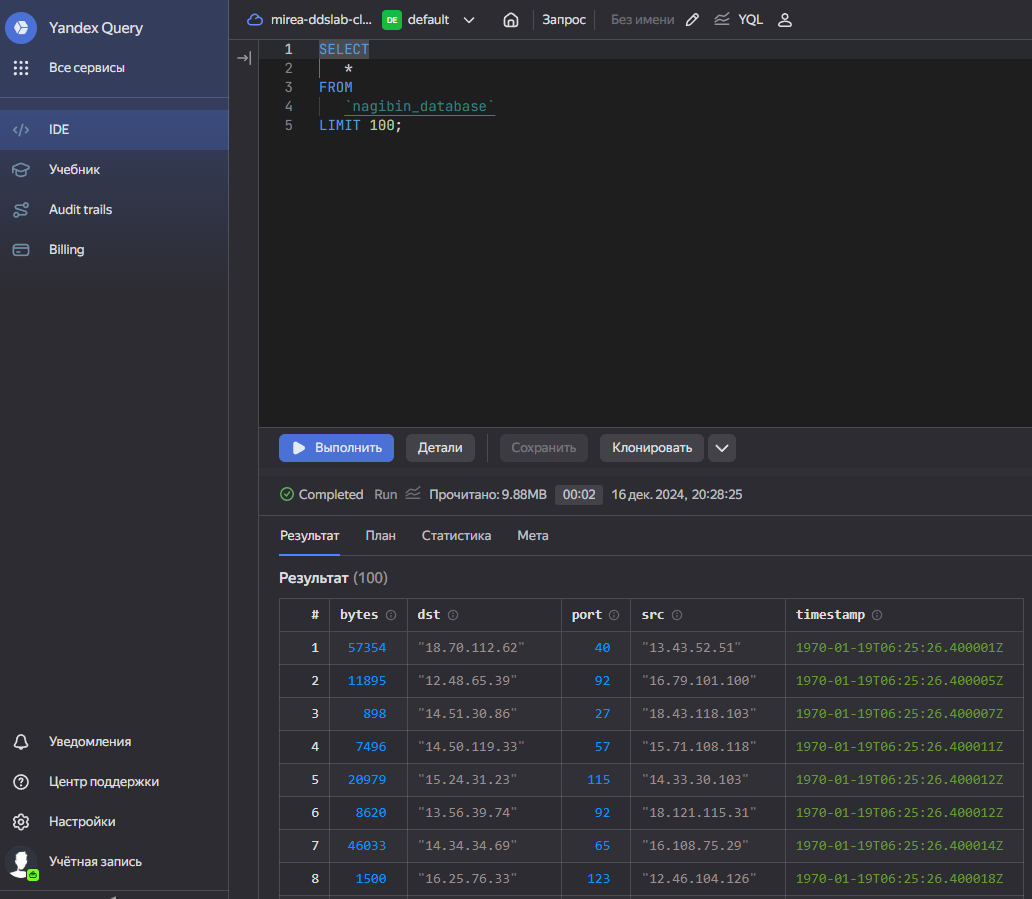 Yandex Query
Все сервисы
IDE
Учебник
Audit trails
Billing
Уведомления
Центр поддержки
Настройки
Учётная запись
mirea-ddslab-cl... DE default Запрос Без имени YQL
1 SELECT
2 *
3 FROM
4 `nagibin_database`
5 LIMIT 100;
Выполнить Детали Сохранить Клонировать
Completed Run Прочитано: 9.88MB 00:02 16 дек. 2024, 20:28:25
Результат План Статистика Мета
Результат (100)
# bytes dst port src timestamp
1 57354 "18.70.112.62" 40 "13.43.52.51" 1970-01-19T06:25:26.400001Z
2 11895 "12.48.65.39" 92 "16.79.101.100" 1970-01-19T06:25:26.400005Z
3 898 "14.51.30.86" 27 "18.43.118.103" 1970-01-19T06:25:26.400007Z
4 7496 "14.50.119.33" 57 "15.71.108.118" 1970-01-19T06:25:26.400011Z
5 20979 "15.24.31.23" 115 "14.33.30.103" 1970-01-19T06:25:26.400012Z
6 8620 "13.56.39.74" 92 "18.121.115.31" 1970-01-19T06:25:26.400012Z
7 46033 "14.34.34.69" 65 "16.108.75.29" 1970-01-19T06:25:26.400014Z
8 1500 "16.25.76.33" 123 "12.46.104.126" 1970-01-19T06:25:26.400018Z